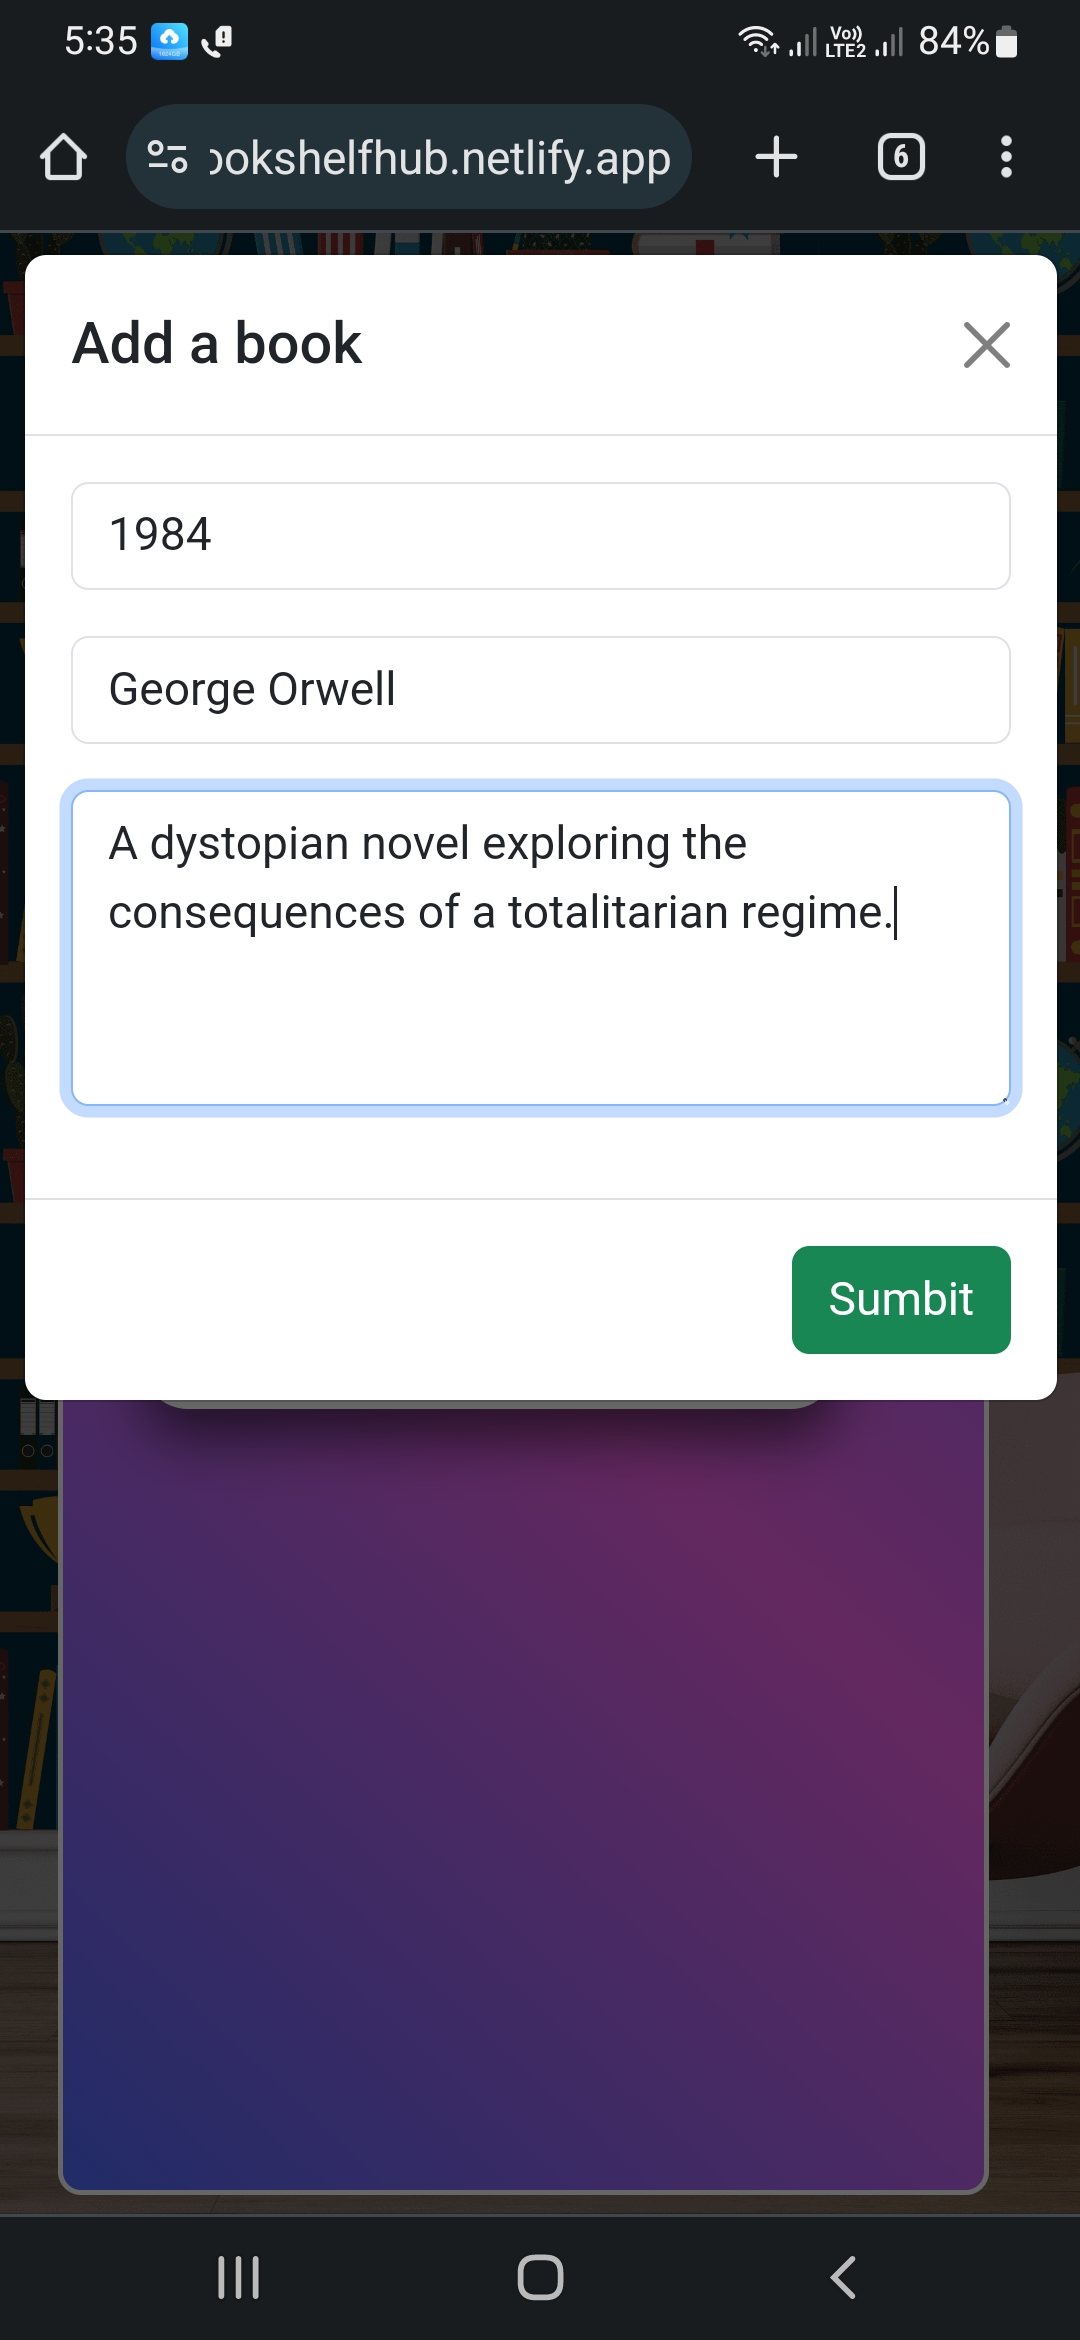 5:35
Vo))
LTE2
84%
ookshelfhub.netlify.app
6
Add a book
1984
George Orwell
A dystopian novel exploring the
consequences of a totalitarian regime.
Sumbit